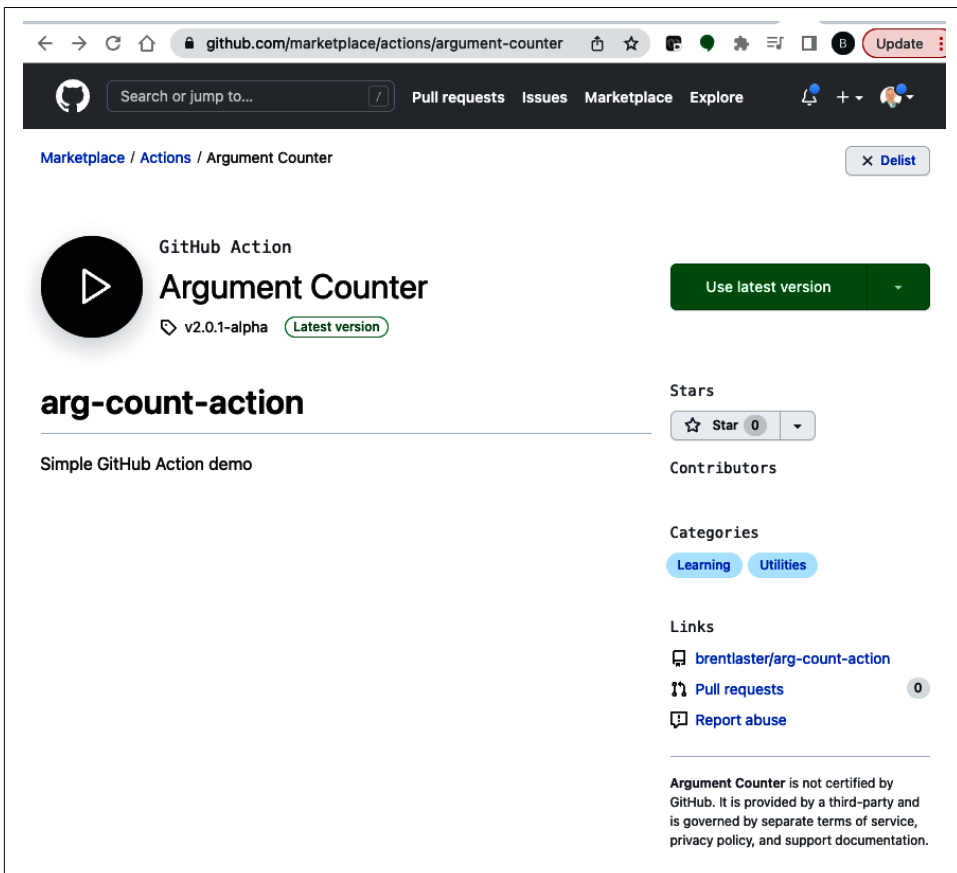 github.com/marketplace/actions/argument-counter
B
Update
Search or jump to...
/
Pull requests Issues Marketplace Explore
Marketplace / Actions / Argument Counter
Delist
GitHub Action
Argument Counter
v2.0.1-alpha Latest version
Use latest version
arg-count-action
Simple GitHub Action demo
Stars
Star 0
Contributors
Categories
Learning Utilities
Links
brentlaster/arg-count-action
Pull requests 0
Report abuse
Argument Counter is not certified by
GitHub. It is provided by a third-party and
is governed by separate terms of service,
privacy policy, and support documentation.